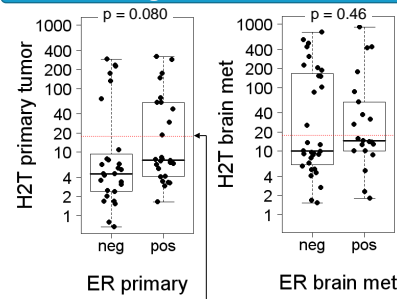 p = 0.080
H2T primary tumor
1000
400
200
100
40
20
10
4
2
1
neg pos
ER primary
p = 0.46
H2T brain met
1000
400
200
100
40
20
10
4
2
1
neg pos
ER brain met